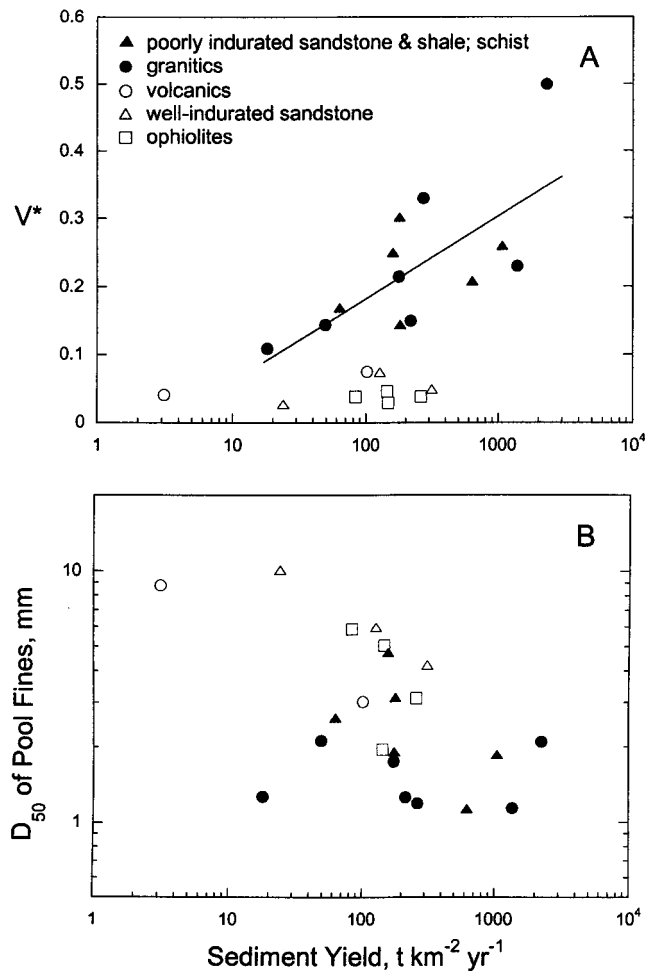 0.6
A
poorly indurated sandstone & shale; schist
granitics
0.5
volcanics
well-indurated sandstone
ophiolites
0.4
V*
0.3
0.2
0.1
0
1 10 100 1000 10⁴
B
10
D₅₀ of Pool Fines, mm
1
1 10 100 1000 10⁴
Sediment Yield, t km⁻² yr⁻¹